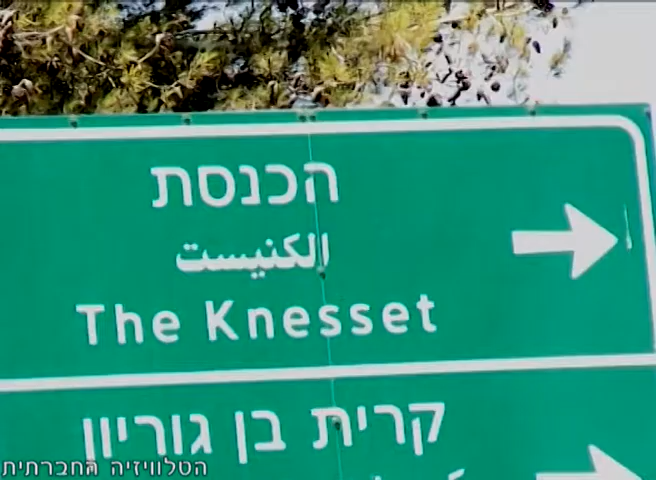 הכנסת
الكنيست
The Knesset
קרית בן גוריון
הטלוויזיה החברתית